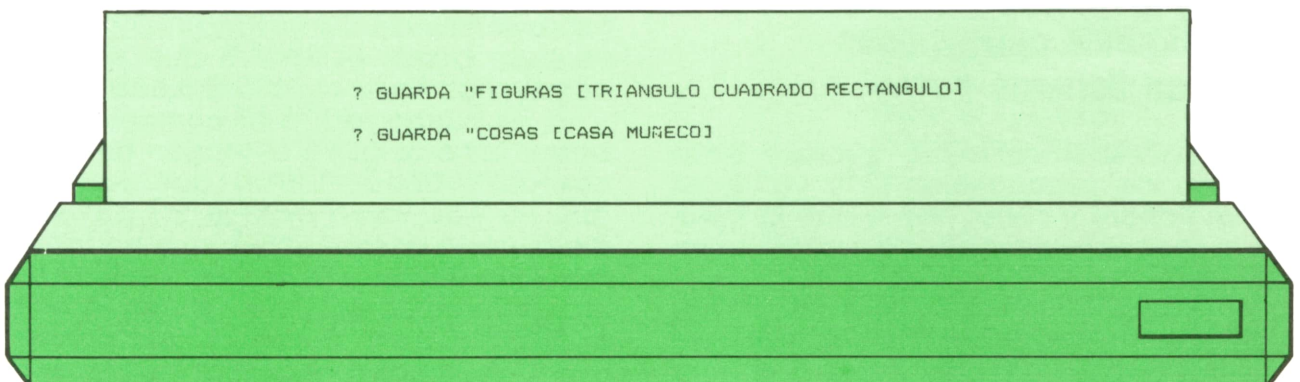 ? GUARDA "FIGURAS [TRIANGULO CUADRADO RECTANGULO]
? GUARDA "COSAS [CASA MUÑECO]